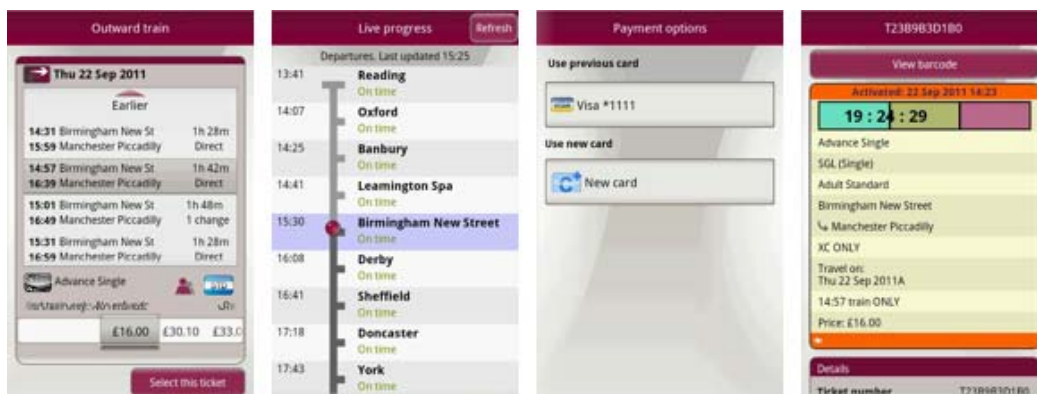 Outward train
Thu 22 Sep 2011
Earlier
14:31 Birmingham New St 1h 28m
15:59 Manchester Piccadilly Direct
14:57 Birmingham New St 1h 42m
16:39 Manchester Piccadilly Direct
15:01 Birmingham New St 1h 48m
16:49 Manchester Piccadilly 1 change
15:31 Birmingham New St 1h 28m
16:59 Manchester Piccadilly Direct
Advance Single
STD
£16.00 £30.10 £33.0
Select this ticket
Live progress
Refresh
Departures. Last updated 15:25
13:41 Reading
On time
14:07 Oxford
On time
14:25 Banbury
On time
14:41 Leamington Spa
On time
15:30 Birmingham New Street
On time
16:08 Derby
On time
16:41 Sheffield
On time
17:18 Doncaster
On time
17:43 York
On time
Payment options
Use previous card
Visa *1111
Use new card
New card
T23B9B3D1B0
View barcode
Activated: 22 Sep 2011 14:23
19 : 24 : 29
Advance Single
SGL (Single)
Adult Standard
Birmingham New Street
↳ Manchester Piccadilly
XC ONLY
Travel on:
Thu 22 Sep 2011A
14:57 train ONLY
Price: £16.00
Details
Ticket number T23B9B3D1B0